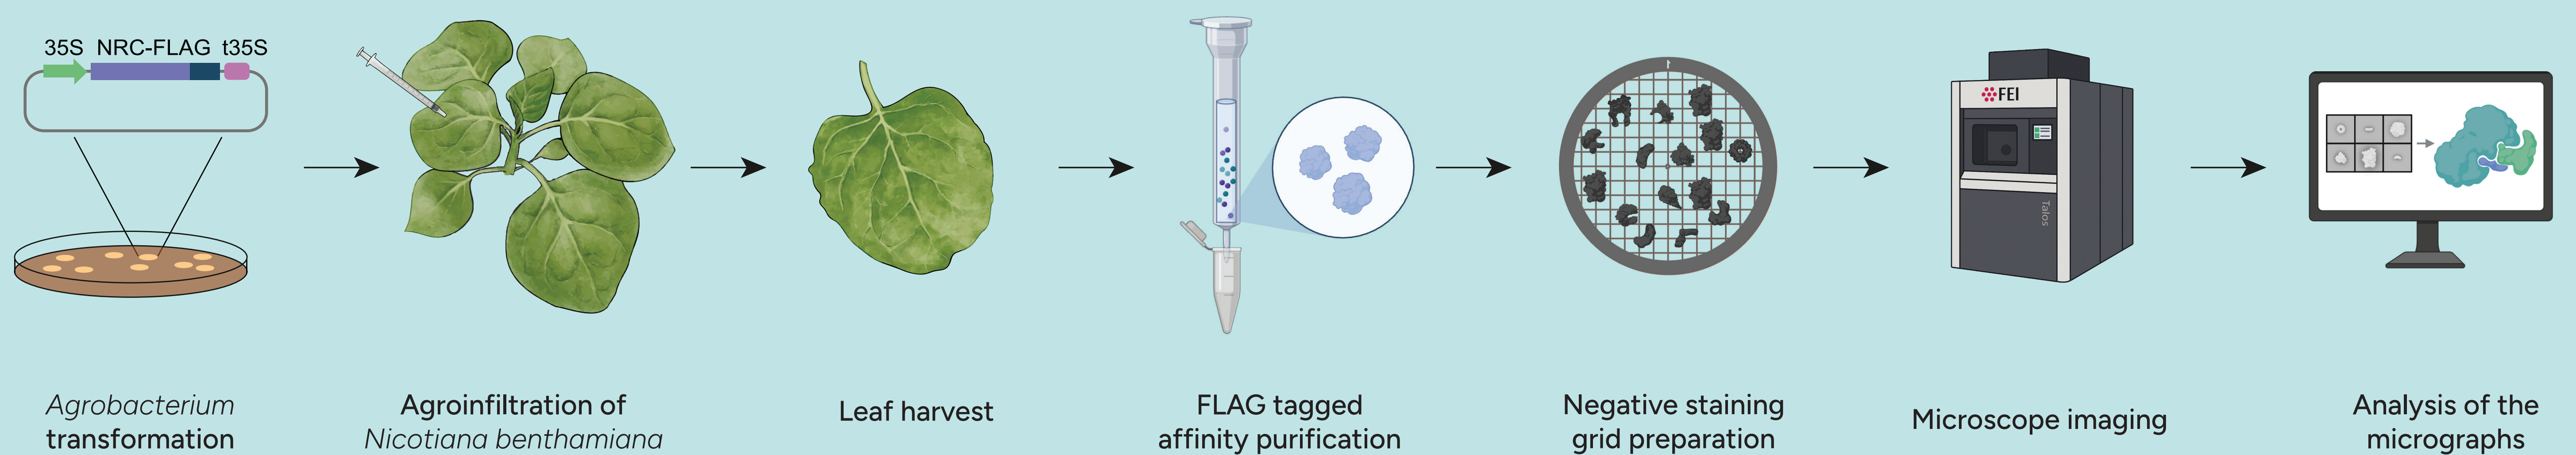 35S NRC-FLAG t35S
FEI
Talos
Agrobacterium
transformation
Agroinfiltration of
Nicotiana benthamiana
Leaf harvest
FLAG tagged
affinity purification
Negative staining
grid preparation
Microscope imaging
Analysis of the
micrographs